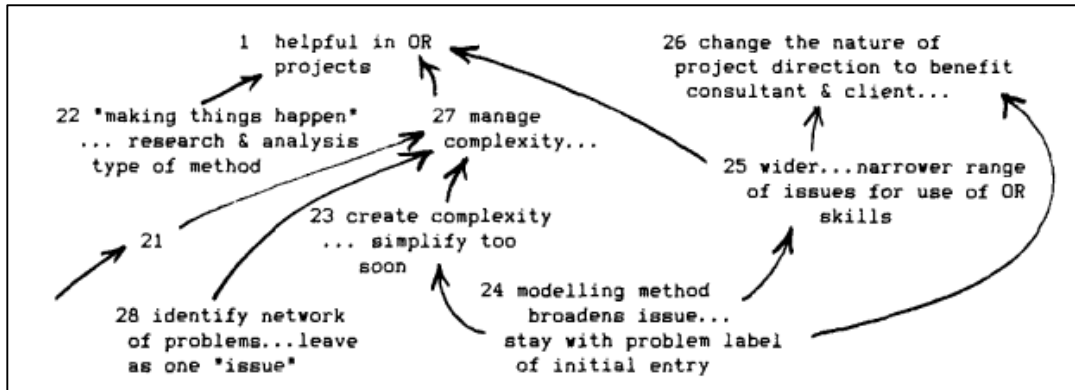 1 helpful in OR
projects
26 change the nature of
project direction to benefit
consultant & client...
22 "making things happen"
... research & analysis
type of method
27 manage
complexity...
25 wider...narrower range
of issues for use of OR
skills
23 create complexity
... simplify too
soon
21
24 modelling method
broadens issue...
stay with problem label
of initial entry
28 identify network
of problems...leave
as one "issue"